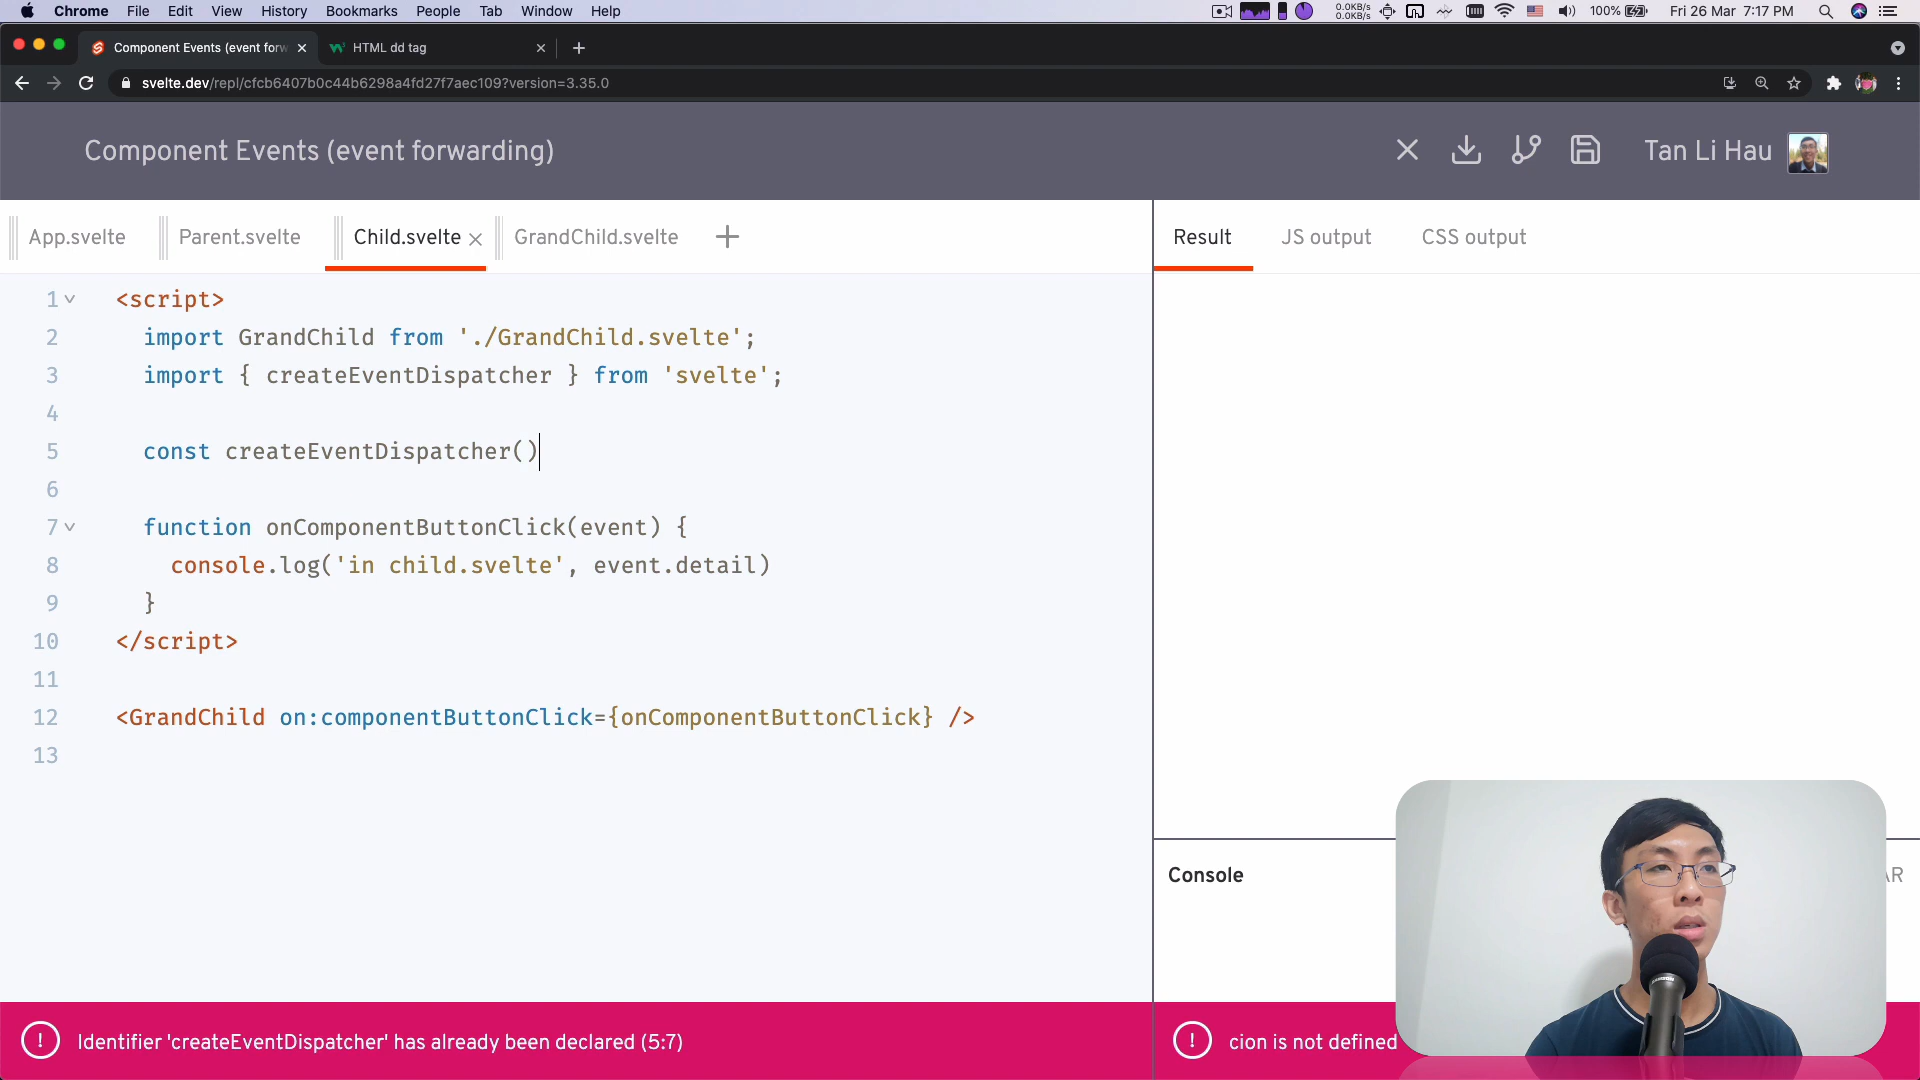 Chrome File Edit View History Bookmarks People Tab Window Help
0.0KB/s
0.0KB/s
100%
Fri 26 Mar 7:17 PM
Component Events (event forw
HTML dd tag
svelte.dev/repl/cfcb6407b0c44b6298a4fd27f7aec109?version=3.35.0
Component Events (event forwarding)
Tan Li Hau
App.svelte Parent.svelte Child.svelte GrandChild.svelte
Result JS output CSS output
1 <script>
2 import GrandChild from './GrandChild.svelte';
3 import { createEventDispatcher } from 'svelte';
4
5 const createEventDispatcher()
6
7 function onComponentButtonClick(event) {
8 console.log('in child.svelte', event.detail)
9 }
10 </script>
11
12 <GrandChild on:componentButtonClick={onComponentButtonClick} />
13
Console
AR
! Identifier 'createEventDispatcher' has already been declared (5:7)
! cion is not defined